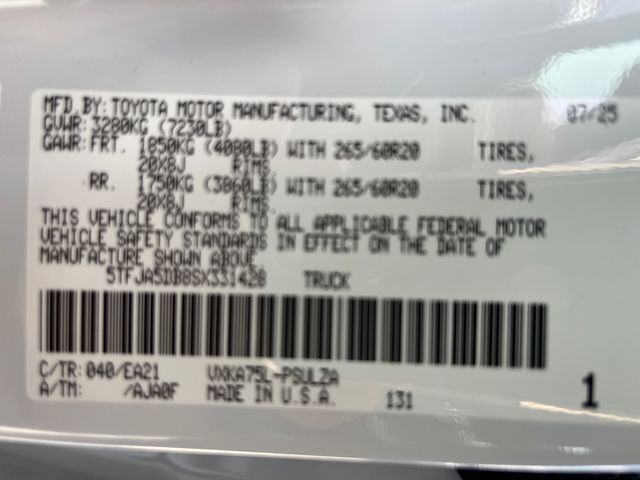 MFD. BY: TOYOTA MOTOR MANUFACTURING, TEXAS, INC. 07/25
GVWR: 3280KG (7230LB)
GAWR: FRT. 1850KG (4080LB) WITH 265/60R20 TIRES,
20X8J RIMS
RR. 1750KG (3860LB) WITH 265/60R20 TIRES,
20X8J RIMS.
THIS VEHICLE CONFORMS TO ALL APPLICABLE FEDERAL MOTOR
VEHICLE SAFETY STANDARDS IN EFFECT ON THE DATE OF
MANUFACTURE SHOWN ABOVE.
5TFJA5DB8SX331428 TRUCK
C/TR: 040/EA21 VXKA75L-PSULZA
A/TM: /AJA0F MADE IN U.S.A. 131
1